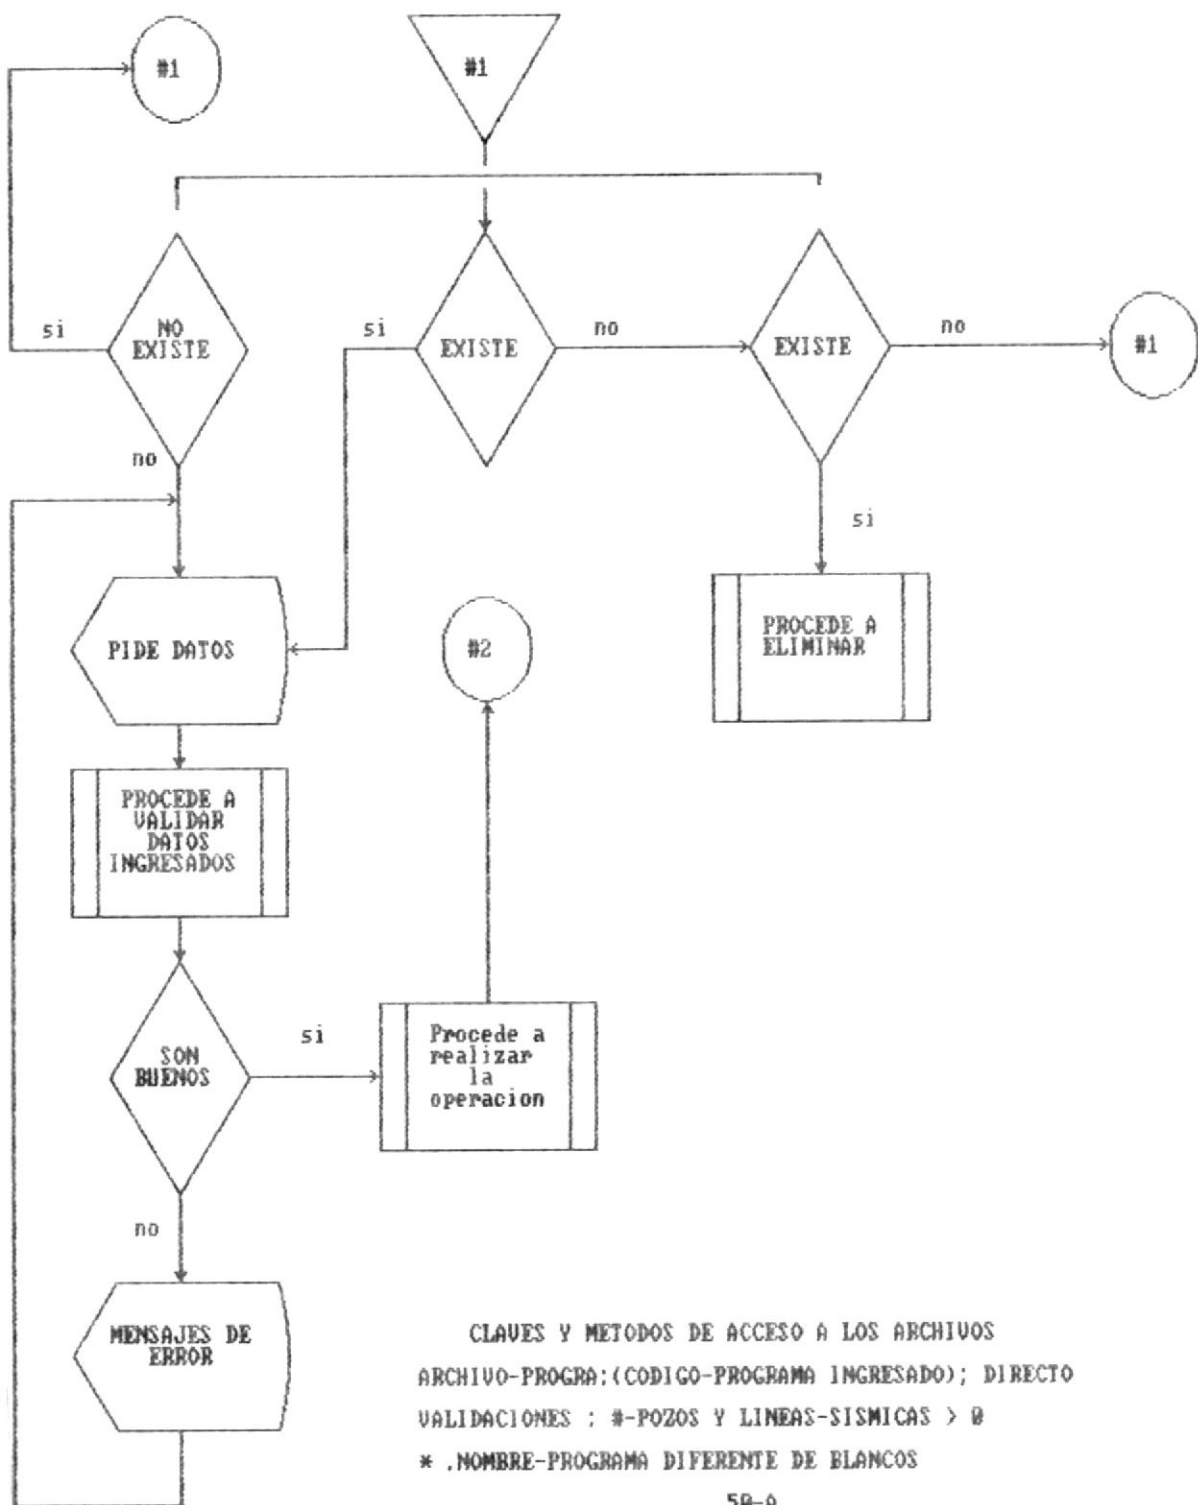 #1
#1
si
NO
EXISTE
si
EXISTE
no
EXISTE
no
#1
no
si
PIDE DATOS
#2
PROCEDE A
ELIMINAR
PROCEDE A
VALIDAR
DATOS
INGRESADOS
SON
BUENOS
si
Procede a
realizar
la
operacion
no
MENSAJES DE
ERROR
CLAVES Y METODOS DE ACCESO A LOS ARCHIVOS
ARCHIVO-PROGRA:(CODIGO-PROGRAMA INGRESADO); DIRECTO
VALIDACIONES : #-POZOS Y LINEAS-SISMICAS > 0
* .NOMBRE-PROGRAMA DIFERENTE DE BLANCOS
50-A